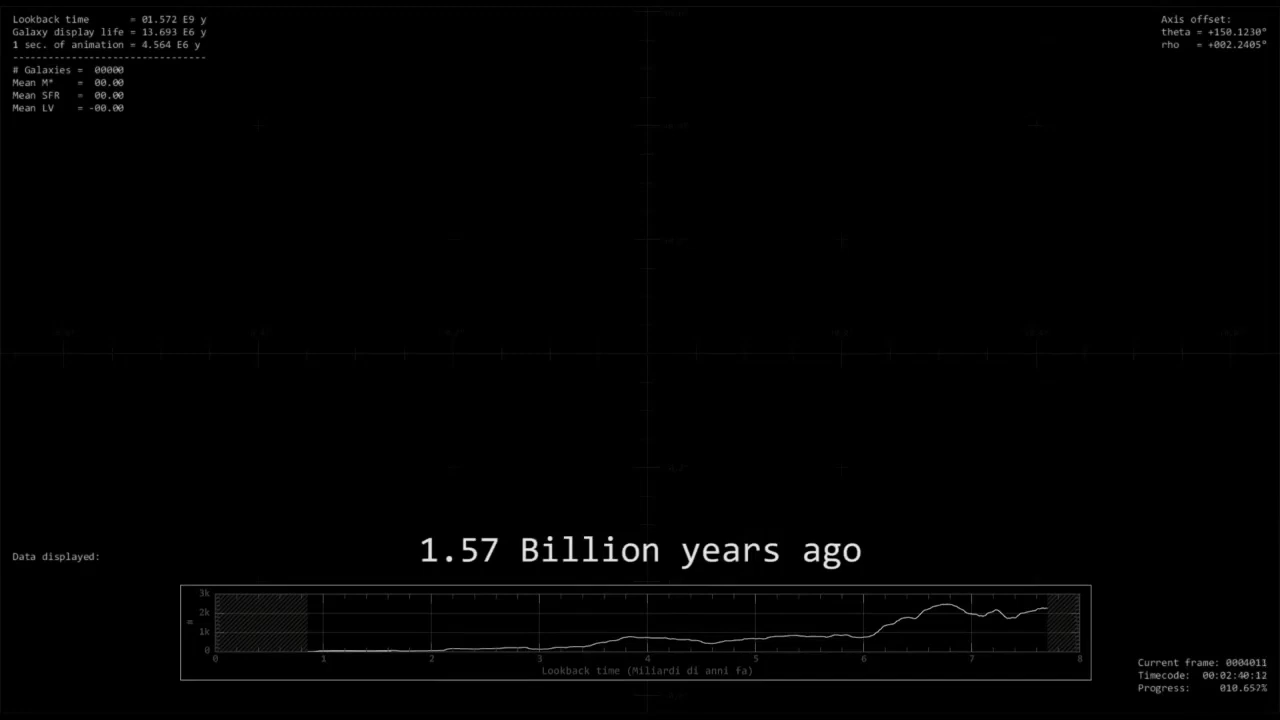 Lookback time = 01.572 E9 y
Galaxy display life = 13.693 E6 y
1 sec. of animation = 4.564 E6 y
--------------------------------
# Galaxies = 00000
Mean M* = 00.00
Mean SFR = 00.00
Mean LV = -00.00
Axis offset:
theta = +150.1230°
rho = +002.2405°
Data displayed:
1.57 Billion years ago
3k
2k
1k
0
0 1 2 3 4 5 6 7 8
Lookback time (Miliardi di anni fa)
Current frame: 0004011
Timecode: 00:02:40:12
Progress: 010.657%